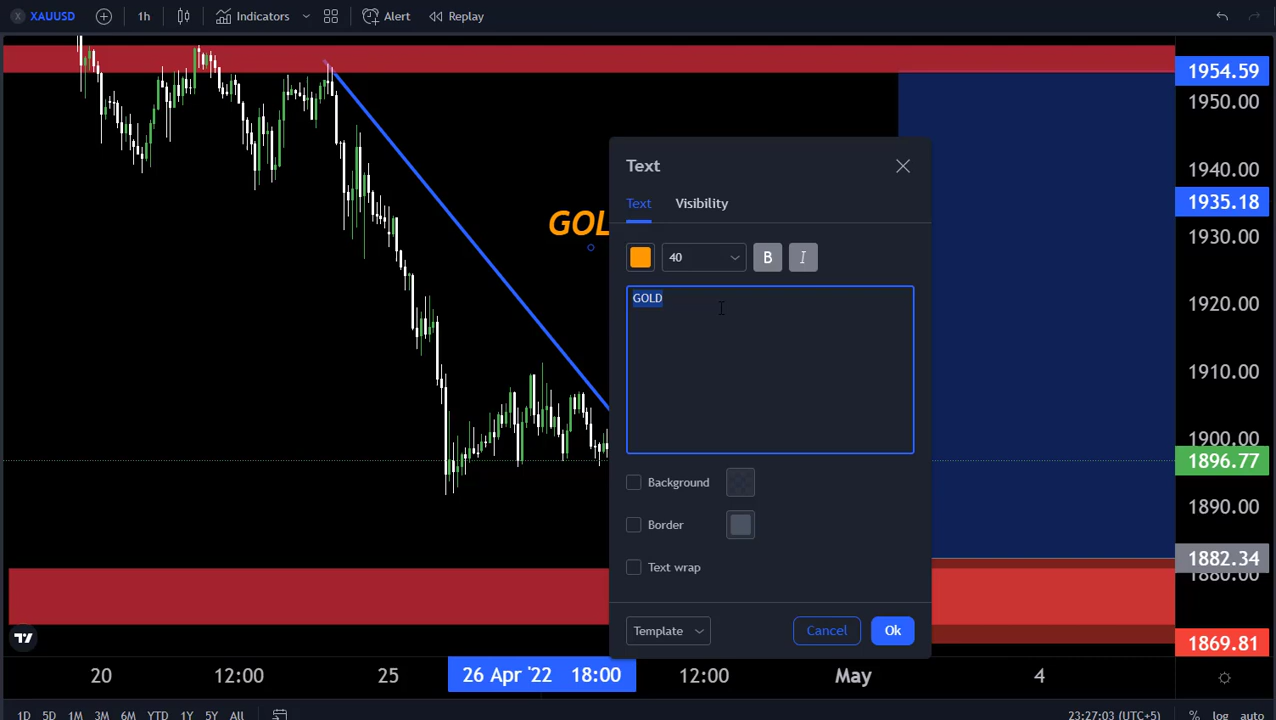 XAUUSD 1h Indicators Alert Replay
1954.59
1950.00
1940.00
1935.18
1930.00
1920.00
1910.00
1900.00
1896.77
1890.00
1882.34
1880.00
1869.81
GOL
Text
Text Visibility
40 B I
GOLD
Background
Border
Text wrap
Template Cancel Ok
20 12:00 25 26 Apr '22 18:00 12:00 May 4
1D 5D 1M 3M 6M YTD 1Y 5Y All 23:27:03 (UTC+5) % log auto